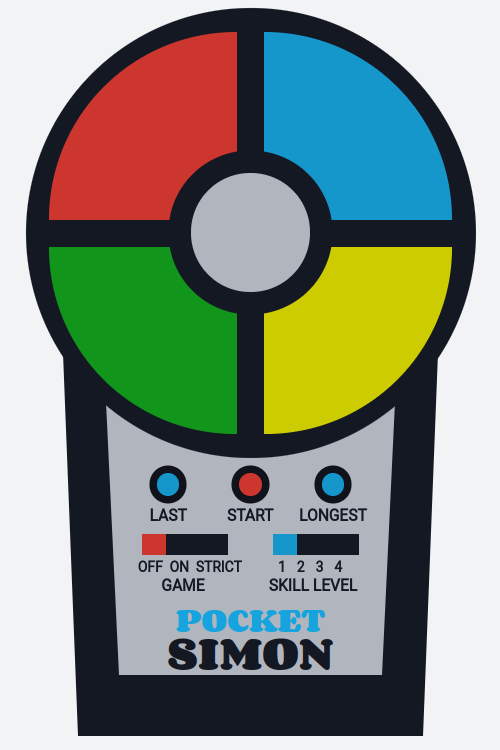 LAST START LONGEST
OFF ON STRICT 1 2 3 4
GAME SKILL LEVEL
POCKET
SIMON